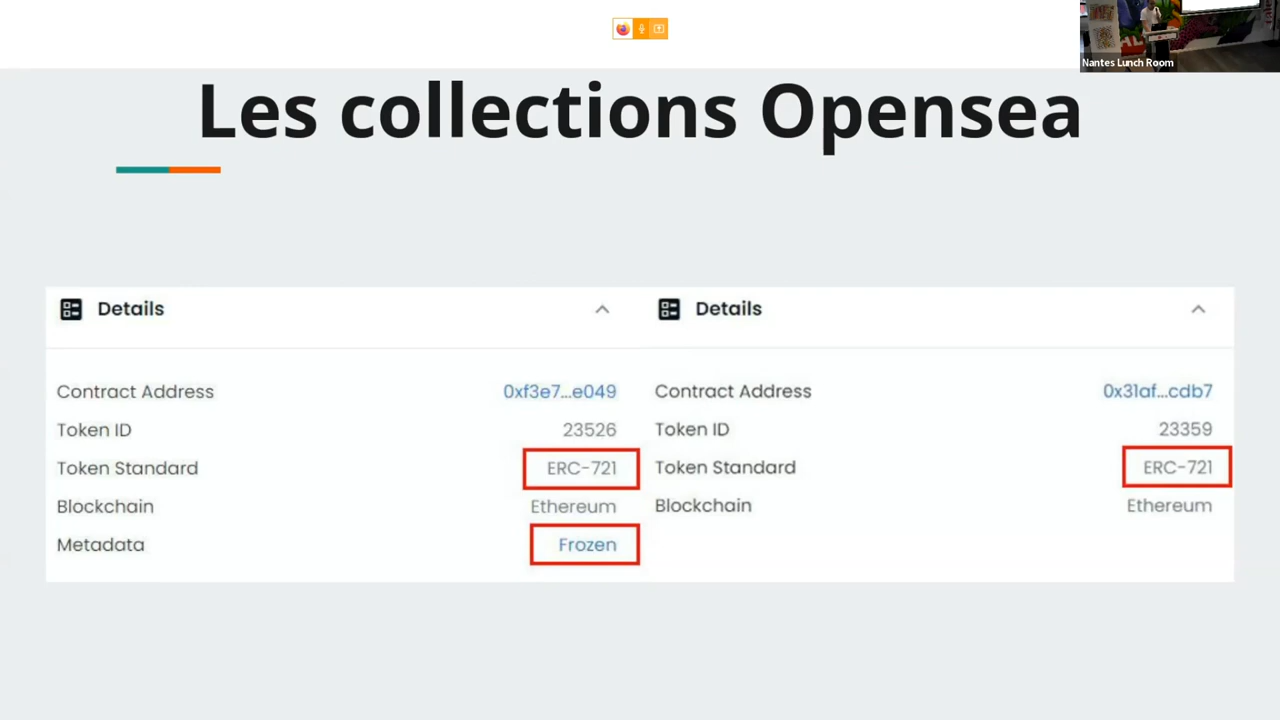 Nantes Lunch Room
Les collections Opensea
Details
Contract Address 0xf3e7...e049
Token ID 23526
Token Standard ERC-721
Blockchain Ethereum
Metadata Frozen
Details
Contract Address 0x31af...cdb7
Token ID 23359
Token Standard ERC-721
Blockchain Ethereum